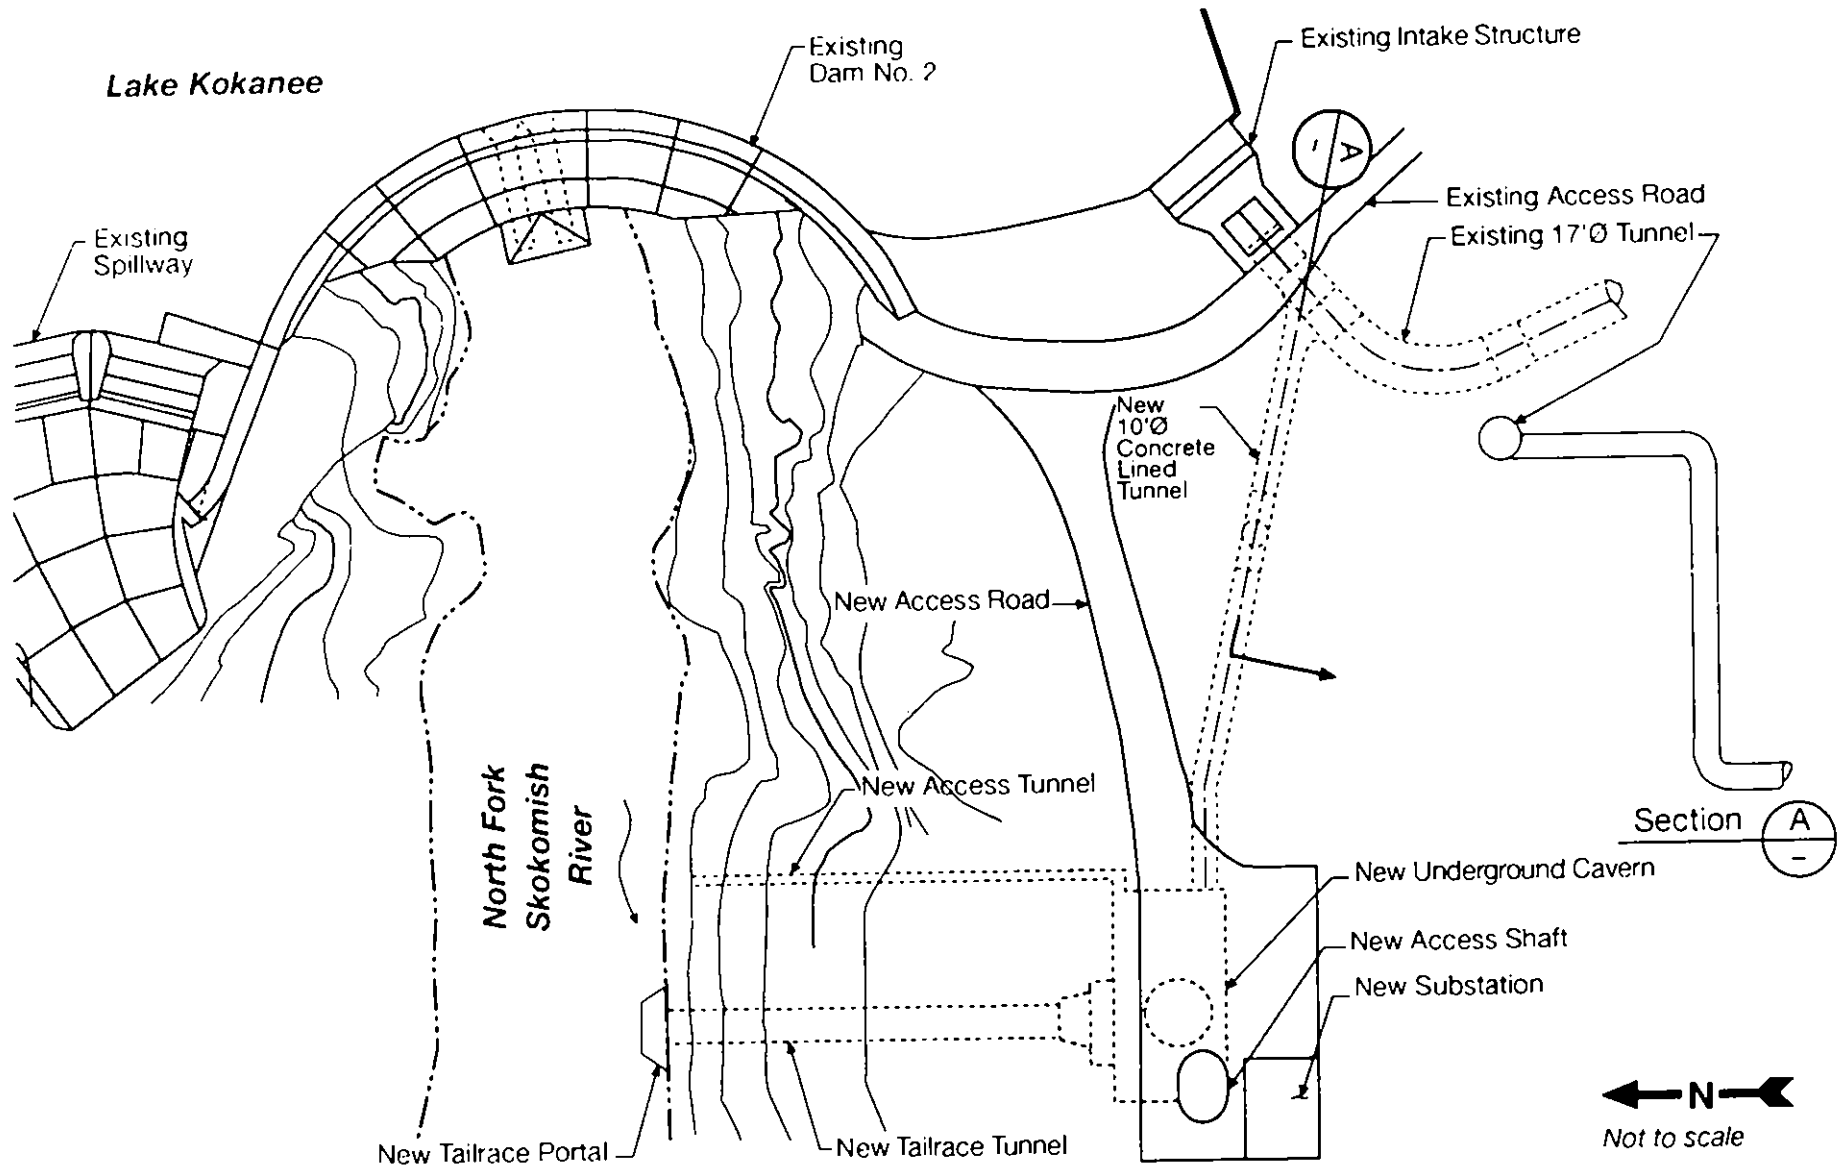 Lake Kokanee
Existing
Dam No. 2
Existing Intake Structure
A
-
Existing
Spillway
Existing Access Road
Existing 17'Ø Tunnel
New
10'Ø
Concrete
Lined
Tunnel
New Access Road
North Fork
Skokomish
River
New Access Tunnel
Section
A
-
New Underground Cavern
New Access Shaft
New Substation
N
Not to scale
New Tailrace Portal
New Tailrace Tunnel